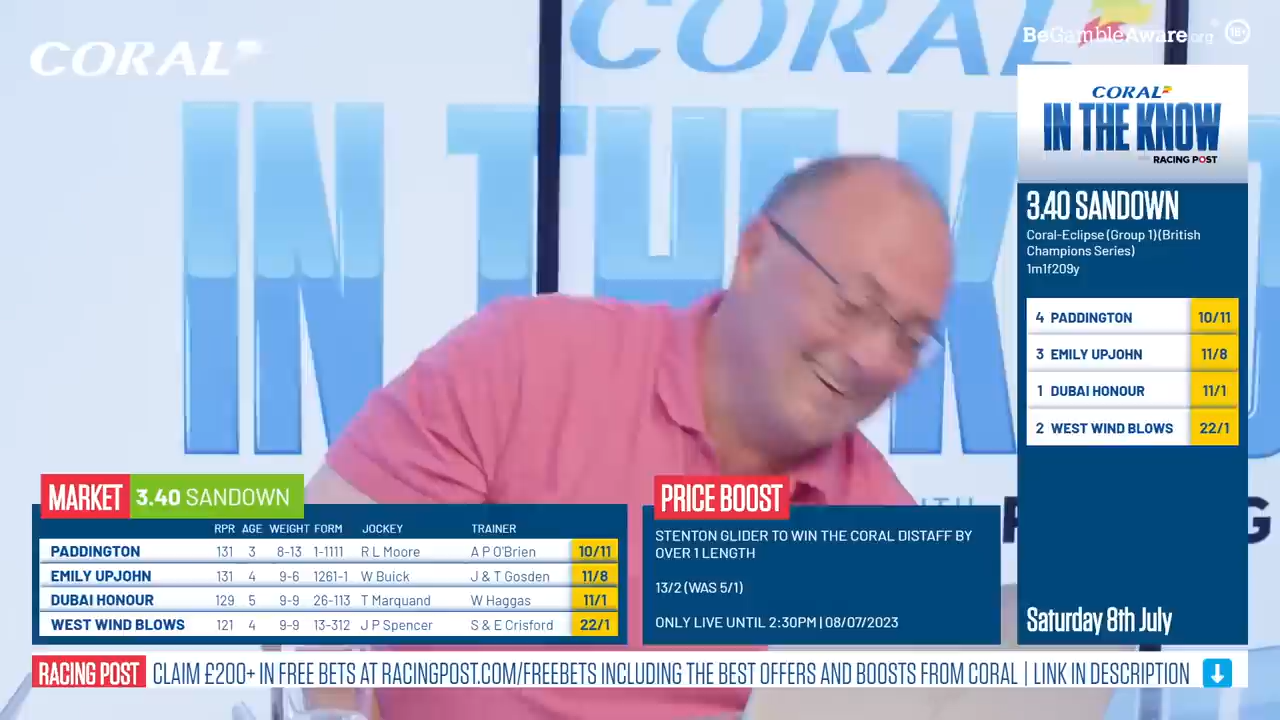 CORAL
CORAL
BeGambleAware.org 18+
IN THE KNOW
CORAL
IN THE KNOW
RACING POST
3.40 SANDOWN
Coral-Eclipse (Group 1) (British
Champions Series)
1m1f209y
4 PADDINGTON 10/11
3 EMILY UPJOHN 11/8
1 DUBAI HONOUR 11/1
2 WEST WIND BLOWS 22/1
Saturday 8th July
MARKET 3.40 SANDOWN
RPR AGE WEIGHT FORM JOCKEY TRAINER
PADDINGTON 131 3 8-13 1-1111 R L Moore A P O'Brien 10/11
EMILY UPJOHN 131 4 9-6 1261-1 W Buick J & T Gosden 11/8
DUBAI HONOUR 129 5 9-9 26-113 T Marquand W Haggas 11/1
WEST WIND BLOWS 121 4 9-9 13-312 J P Spencer S & E Crisford 22/1
PRICE BOOST
STENTON GLIDER TO WIN THE CORAL DISTAFF BY
OVER 1 LENGTH
13/2 (WAS 5/1)
ONLY LIVE UNTIL 2:30PM | 08/07/2023
RACING POST CLAIM £200+ IN FREE BETS AT RACINGPOST.COM/FREEBETS INCLUDING THE BEST OFFERS AND BOOSTS FROM CORAL | LINK IN DESCRIPTION